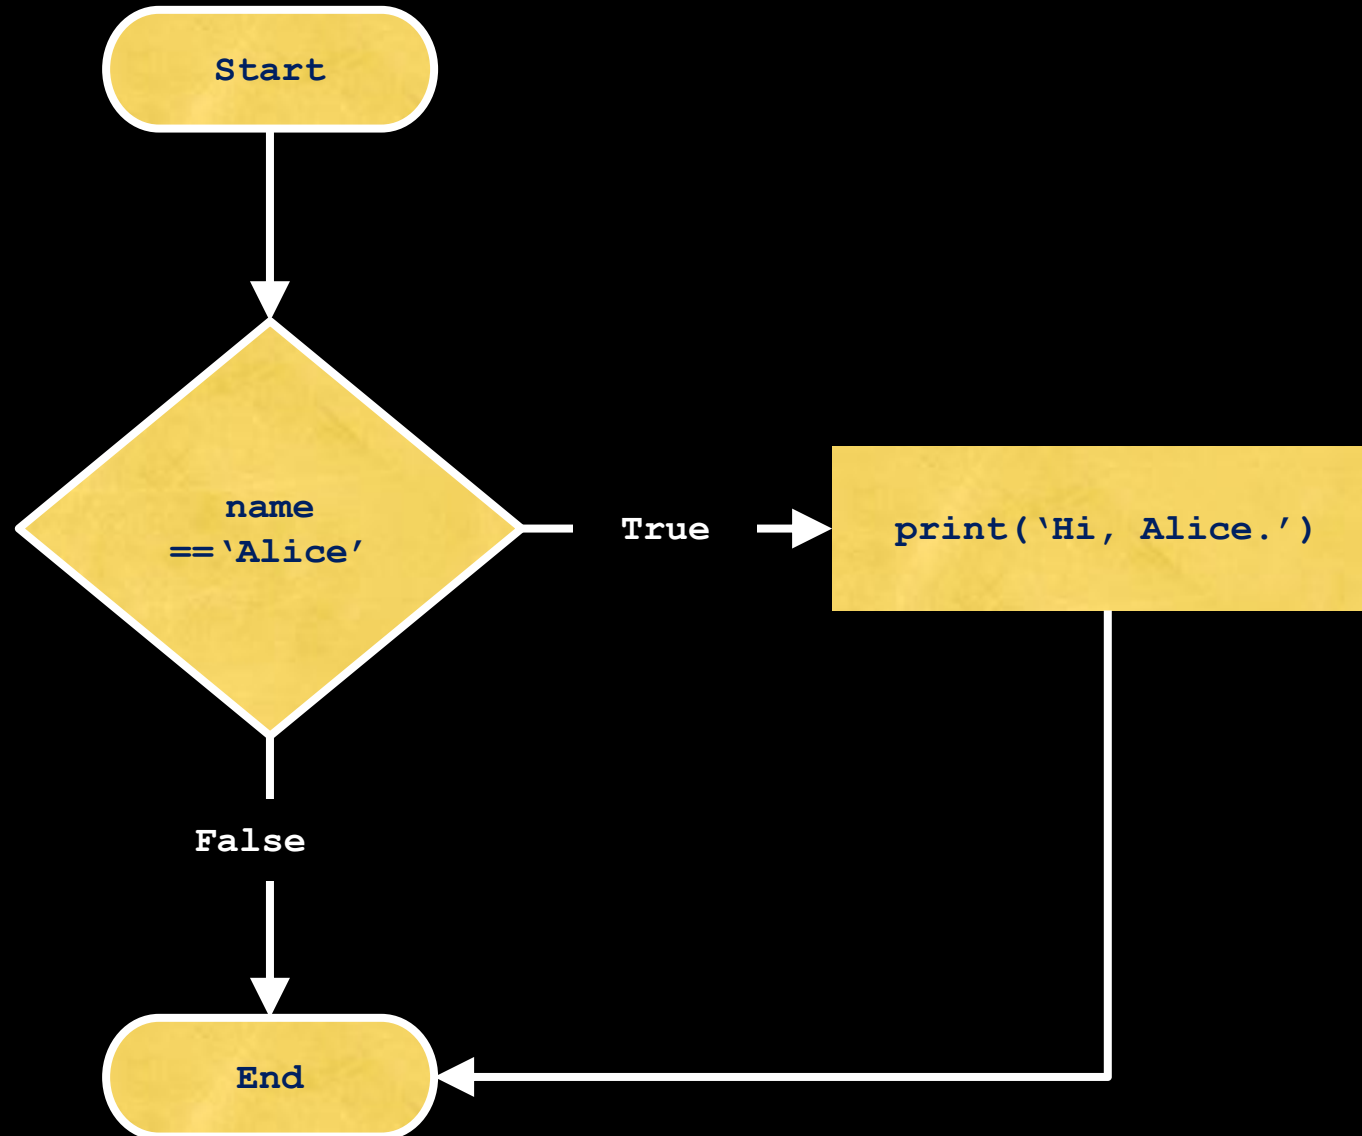 Start
name
==‘Alice’
True
print(‘Hi, Alice.’)
False
End